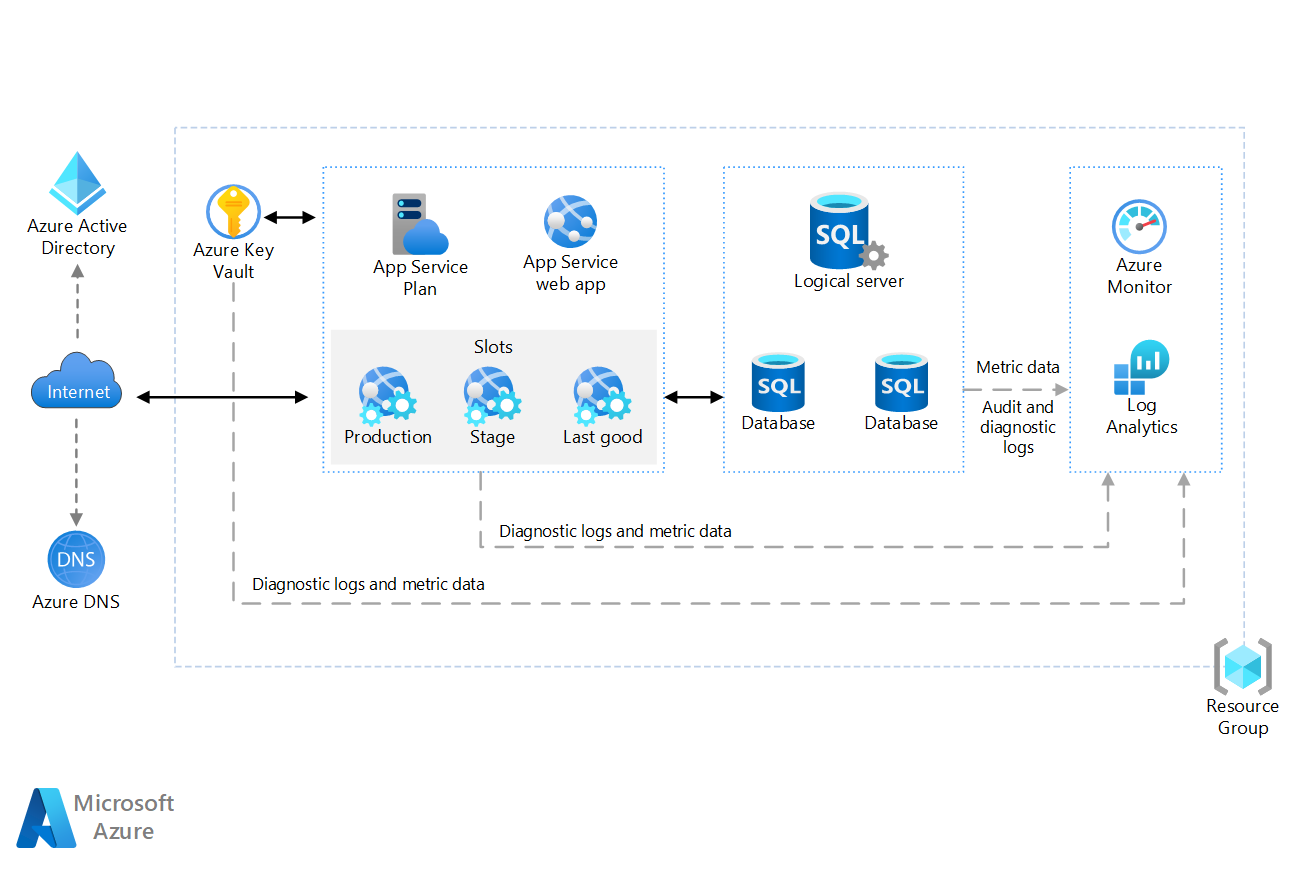 Azure Active
Directory
Internet
DNS
Azure DNS
Azure Key
Vault
App Service
Plan
App Service
web app
Slots
Production
Stage
Last good
SQL
Logical server
SQL
Database
SQL
Database
Metric data
Audit and
diagnostic
logs
Azure
Monitor
Log
Analytics
Diagnostic logs and metric data
Diagnostic logs and metric data
Resource
Group
Microsoft
Azure